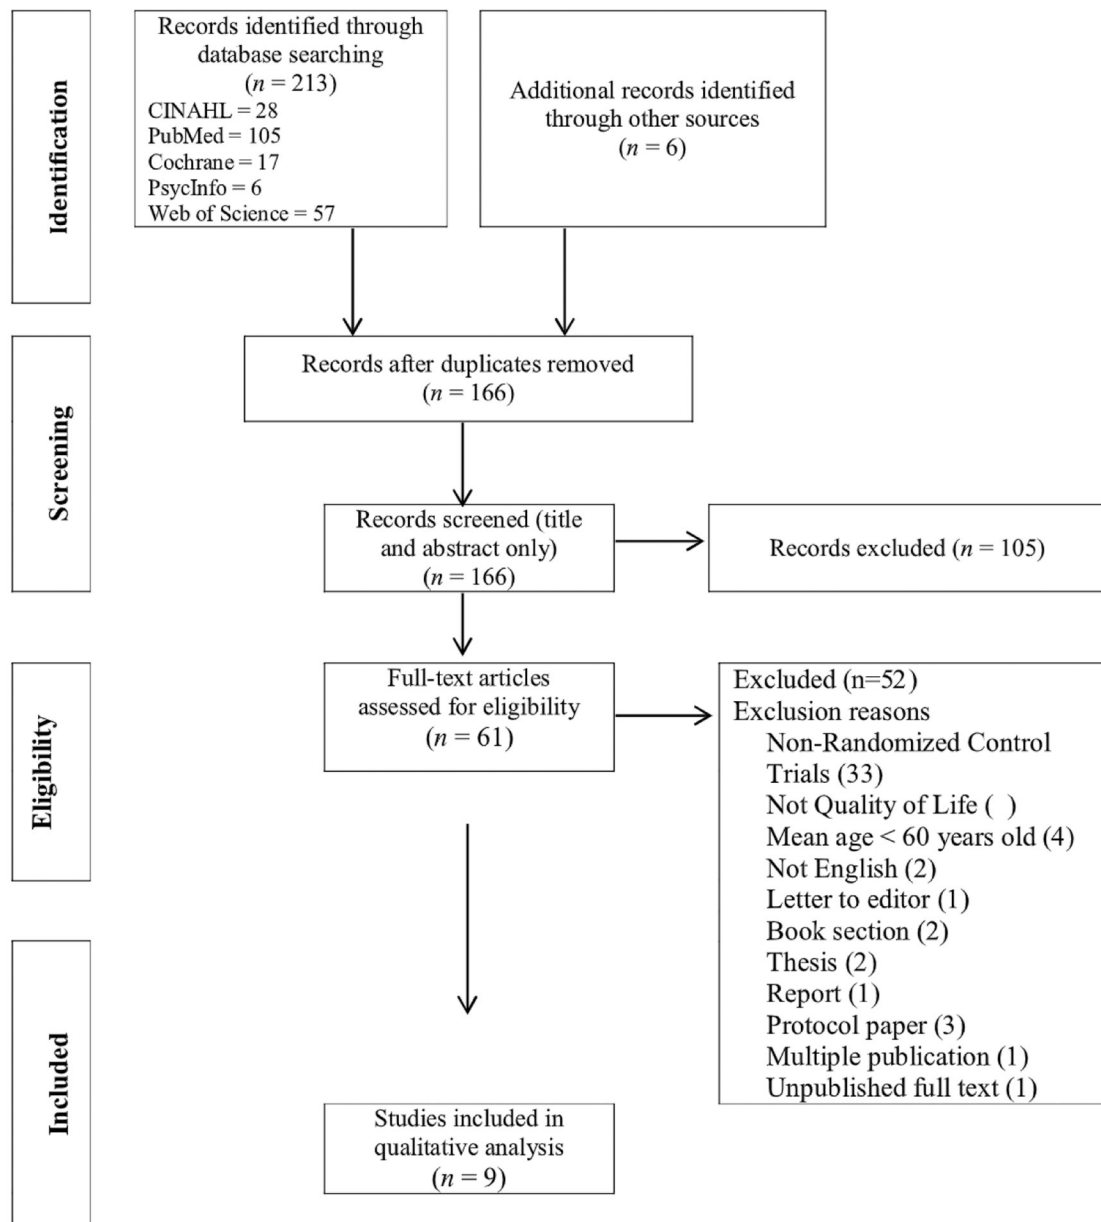 Identification
Records identified through
database searching
(n = 213)
CINAHL = 28
PubMed = 105
Cochrane = 17
PsycInfo = 6
Web of Science = 57
Additional records identified
through other sources
(n = 6)
Screening
Records after duplicates removed
(n = 166)
Records screened (title
and abstract only)
(n = 166)
Records excluded (n = 105)
Eligibility
Full-text articles
assessed for eligibility
(n = 61)
Excluded (n=52)
Exclusion reasons
Non-Randomized Control
Trials (33)
Not Quality of Life ( )
Mean age < 60 years old (4)
Not English (2)
Letter to editor (1)
Book section (2)
Thesis (2)
Report (1)
Protocol paper (3)
Multiple publication (1)
Unpublished full text (1)
Included
Studies included in
qualitative analysis
(n = 9)